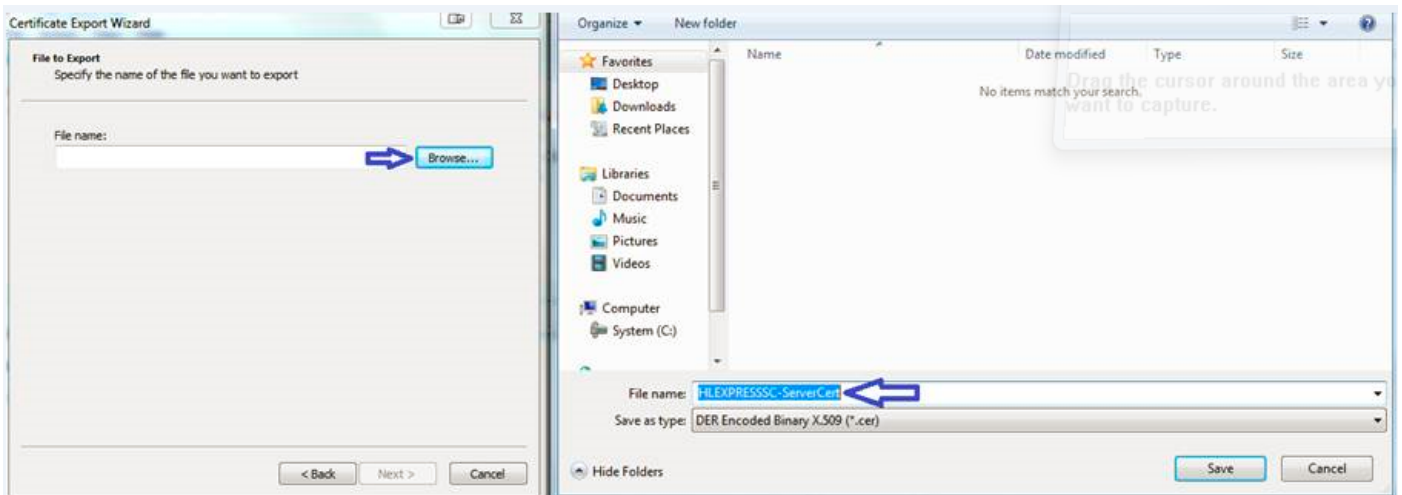 Certificate Export Wizard
File to Export
Specify the name of the file you want to export
File name:
Browse...
< Back
Next >
Cancel
Organize
New folder
Name
Date modified
Type
Size
Favorites
Desktop
Downloads
Recent Places
Libraries
Documents
Music
Pictures
Videos
Computer
System (C:)
No items match your search.
Drag the cursor around the area yo
want to capture.
File name:
HLEXPRESSSC-ServerCert
Save as type:
DER Encoded Binary X.509 (*.cer)
Hide Folders
Save
Cancel